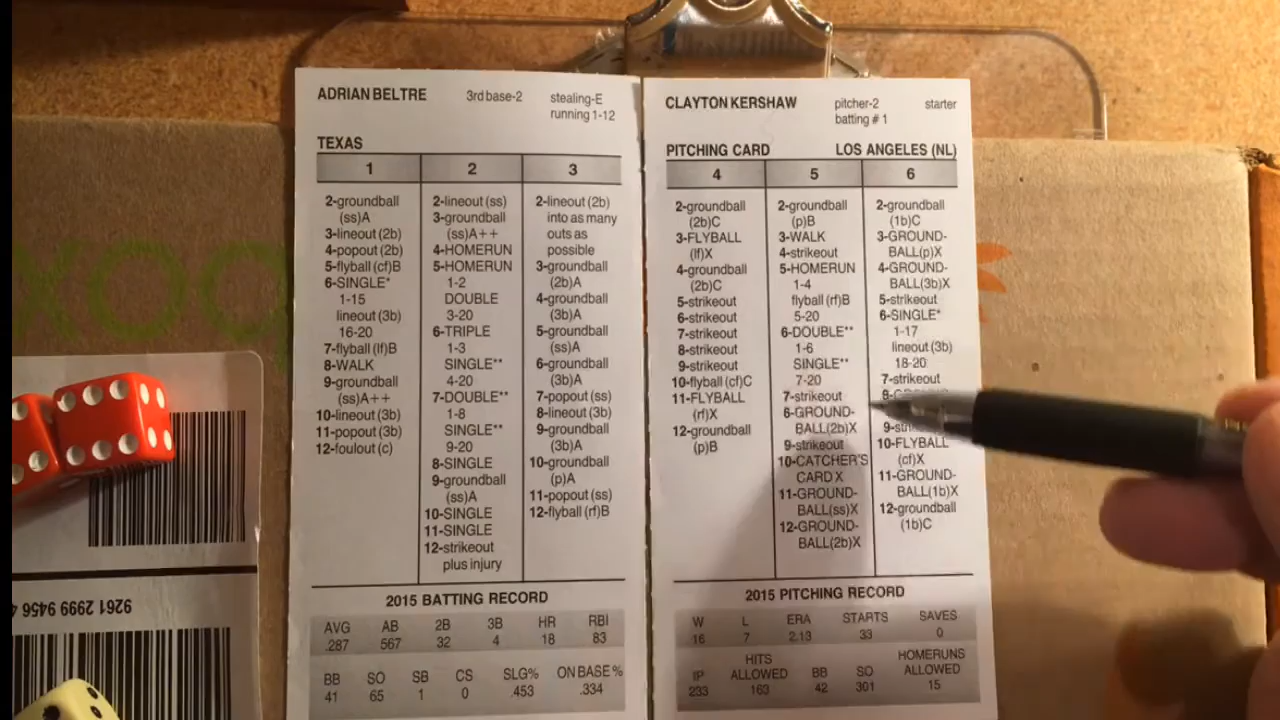 ADRIAN BELTRE 3rd base-2 stealing-E
running 1-12
TEXAS
1 2 3
2-groundball
(ss)A
3-lineout (2b)
4-popout (2b)
5-flyball (cf)B
6-SINGLE*
1-15
lineout (3b)
16-20
7-flyball (lf)B
8-WALK
9-groundball
(ss)A++
10-lineout (3b)
11-popout (3b)
12-foulout (c)
2-lineout (ss)
3-groundball
(ss)A++
4-HOMERUN
5-HOMERUN
1-2
DOUBLE
3-20
6-TRIPLE
1-3
SINGLE**
4-20
7-DOUBLE**
1-8
SINGLE**
9-20
8-SINGLE
9-groundball
(ss)A
10-SINGLE
11-SINGLE
12-strikeout
plus injury
2-lineout (2b)
into as many
outs as
possible
3-groundball
(2b)A
4-groundball
(3b)A
5-groundball
(ss)A
6-groundball
(3b)A
7-popout (ss)
8-lineout (3b)
9-groundball
(3b)A
10-groundball
(p)A
11-popout (ss)
12-flyball (rf)B
2015 BATTING RECORD
AVG AB 2B 3B HR RBI
.287 567 32 4 18 83
BB SO SB CS SLG% ON BASE %
41 65 1 0 .453 .334
CLAYTON KERSHAW pitcher-2 starter
batting # 1
PITCHING CARD LOS ANGELES (NL)
4 5 6
2-groundball
(2b)C
3-FLYBALL
(lf)X
4-groundball
(2b)C
5-strikeout
6-strikeout
7-strikeout
8-strikeout
9-strikeout
10-flyball (cf)C
11-FLYBALL
(rf)X
12-groundball
(p)B
2-groundball
(p)B
3-WALK
4-strikeout
5-HOMERUN
1-4
flyball (rf)B
5-20
6-DOUBLE**
1-6
SINGLE**
7-20
7-strikeout
8-GROUND-
BALL(2b)X
9-strikeout
10-CATCHER'S
CARD X
11-GROUND-
BALL(ss)X
12-GROUND-
BALL(2b)X
2-groundball
(1b)C
3-GROUND-
BALL(p)X
4-GROUND-
BALL(3b)X
5-strikeout
6-SINGLE*
1-17
lineout (3b)
18-20
7-strikeout
10-FLYBALL
(cf)X
11-GROUND-
BALL(1b)X
12-groundball
(1b)C
2015 PITCHING RECORD
W L ERA STARTS SAVES
16 7 2.13 33 0
IP HITS ALLOWED BB SO HOMERUNS ALLOWED
233 163 42 301 15
9261 2999 9456